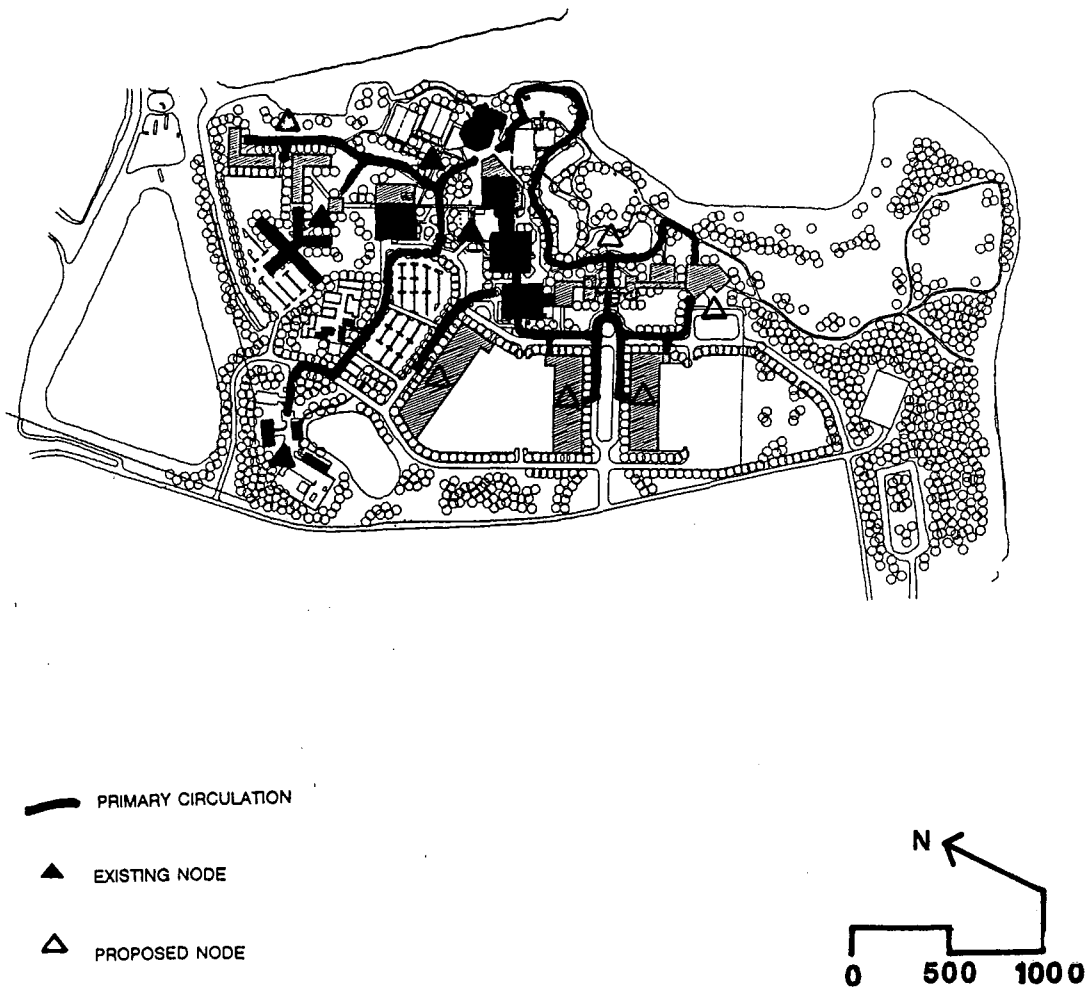 PRIMARY CIRCULATION
EXISTING NODE
PROPOSED NODE
N
0 500 1000